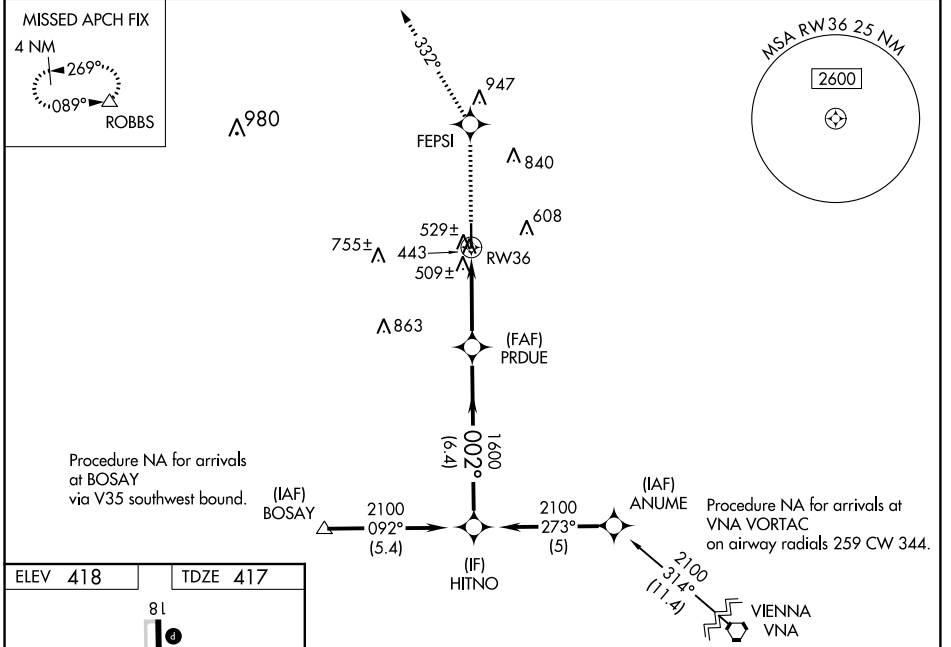 MISSED APCH FIX
4 NM
269°
089°
ROBBS
332°
947
FEPSI
980
840
608
529±
755±
443
RW36
509±
863
(FAF)
PRDUE
MSA RW36 25 NM
2600
1600
002°
(6.4)
Procedure NA for arrivals
at BOSAY
via V35 southwest bound.
(IAF)
BOSAY
2100
092°
(5.4)
(IF)
HITNO
2100
273°
(5)
(IAF)
ANUME
Procedure NA for arrivals at
VNA VORTAC
on airway radials 259 CW 344.
2100
314°
(11.4)
VIENNA
VNA
ELEV 418
TDZE 417
18
P